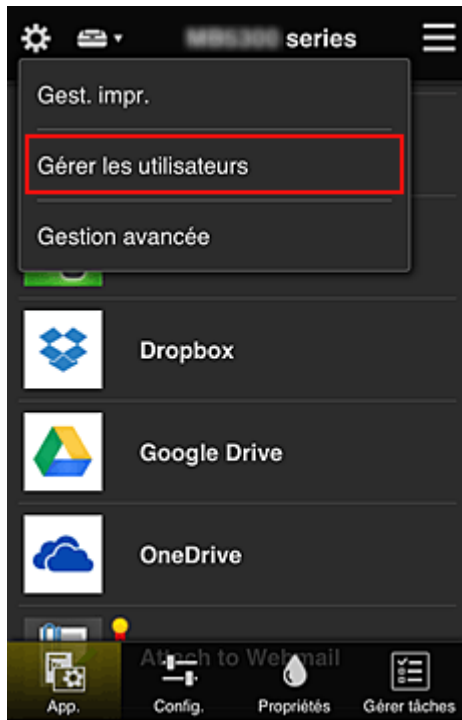 series
Gest. impr.
Gérer les utilisateurs
Gestion avancée
Dropbox
Google Drive
OneDrive
Attach to Webmail
App.
Config.
Propriétés
Gérer tâches